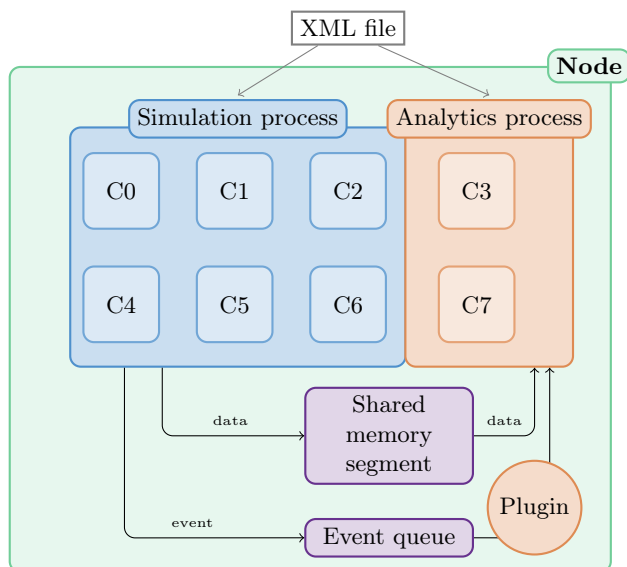 XML file
Node
Simulation process
Analytics process
C0
C1
C2
C3
C4
C5
C6
C7
data
Shared
memory
segment
data
Plugin
event
Event queue